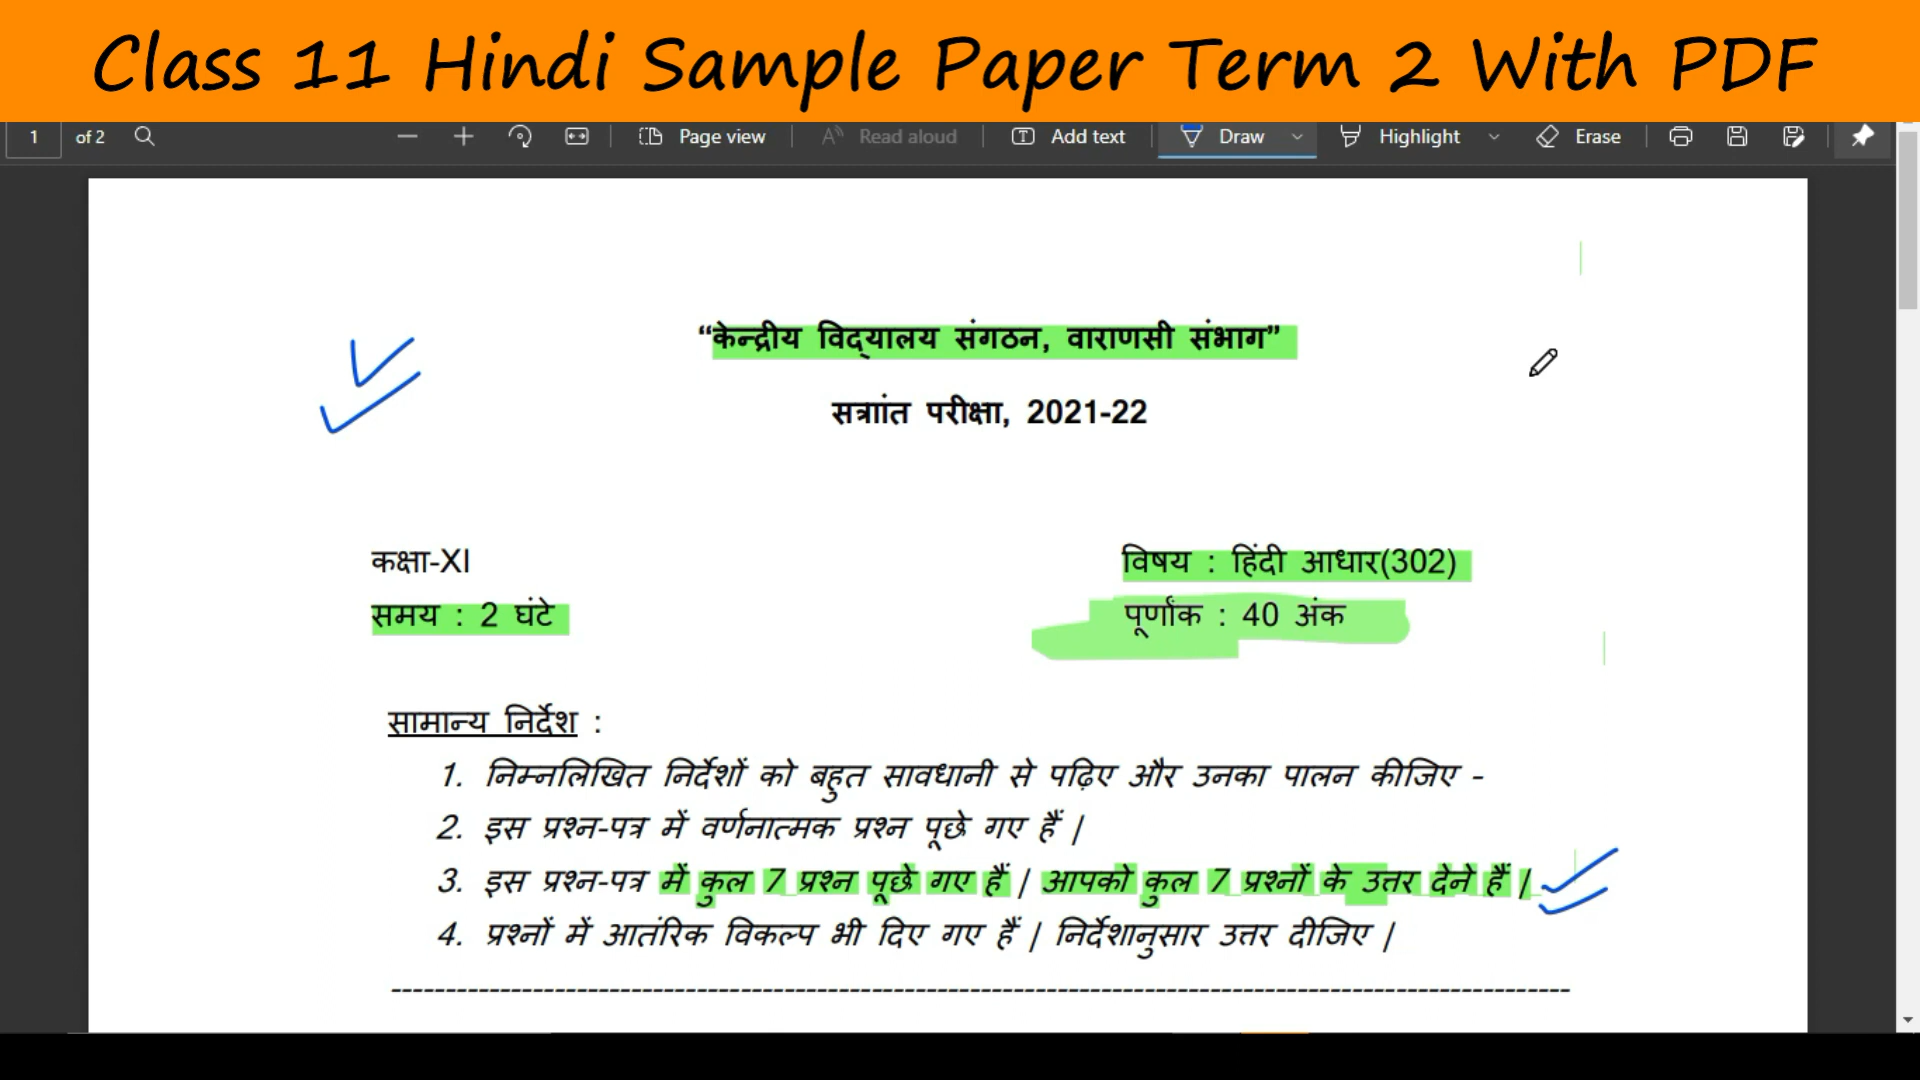 Class 11 Hindi Sample Paper Term 2 With PDF
1 of 2 Page view Read aloud Add text Draw Highlight Erase
“केन्द्रीय विद्यालय संगठन, वाराणसी संभाग”
सत्राांत परीक्षा, 2021-22
कक्षा-XI विषय : हिंदी आधार(302)
समय : 2 घंटे पूर्णांक : 40 अंक
सामान्य निर्देश :
1. निम्नलिखित निर्देशों को बहुत सावधानी से पढ़िए और उनका पालन कीजिए -
2. इस प्रश्न-पत्र में वर्णनात्मक प्रश्न पूछे गए हैं |
3. इस प्रश्न-पत्र में कुल 7 प्रश्न पूछे गए हैं | आपको कुल 7 प्रश्नों के उत्तर देने हैं |
4. प्रश्नों में आतंरिक विकल्प भी दिए गए हैं | निर्देशानुसार उत्तर दीजिए |